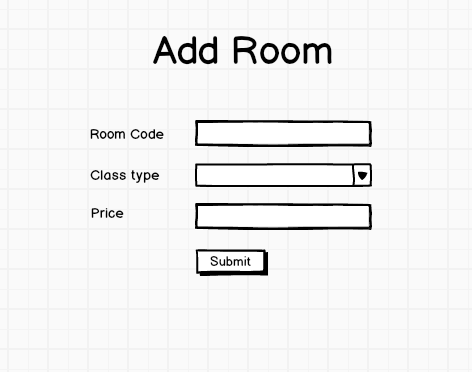 Add Room
Room Code
Class type
Price
Submit